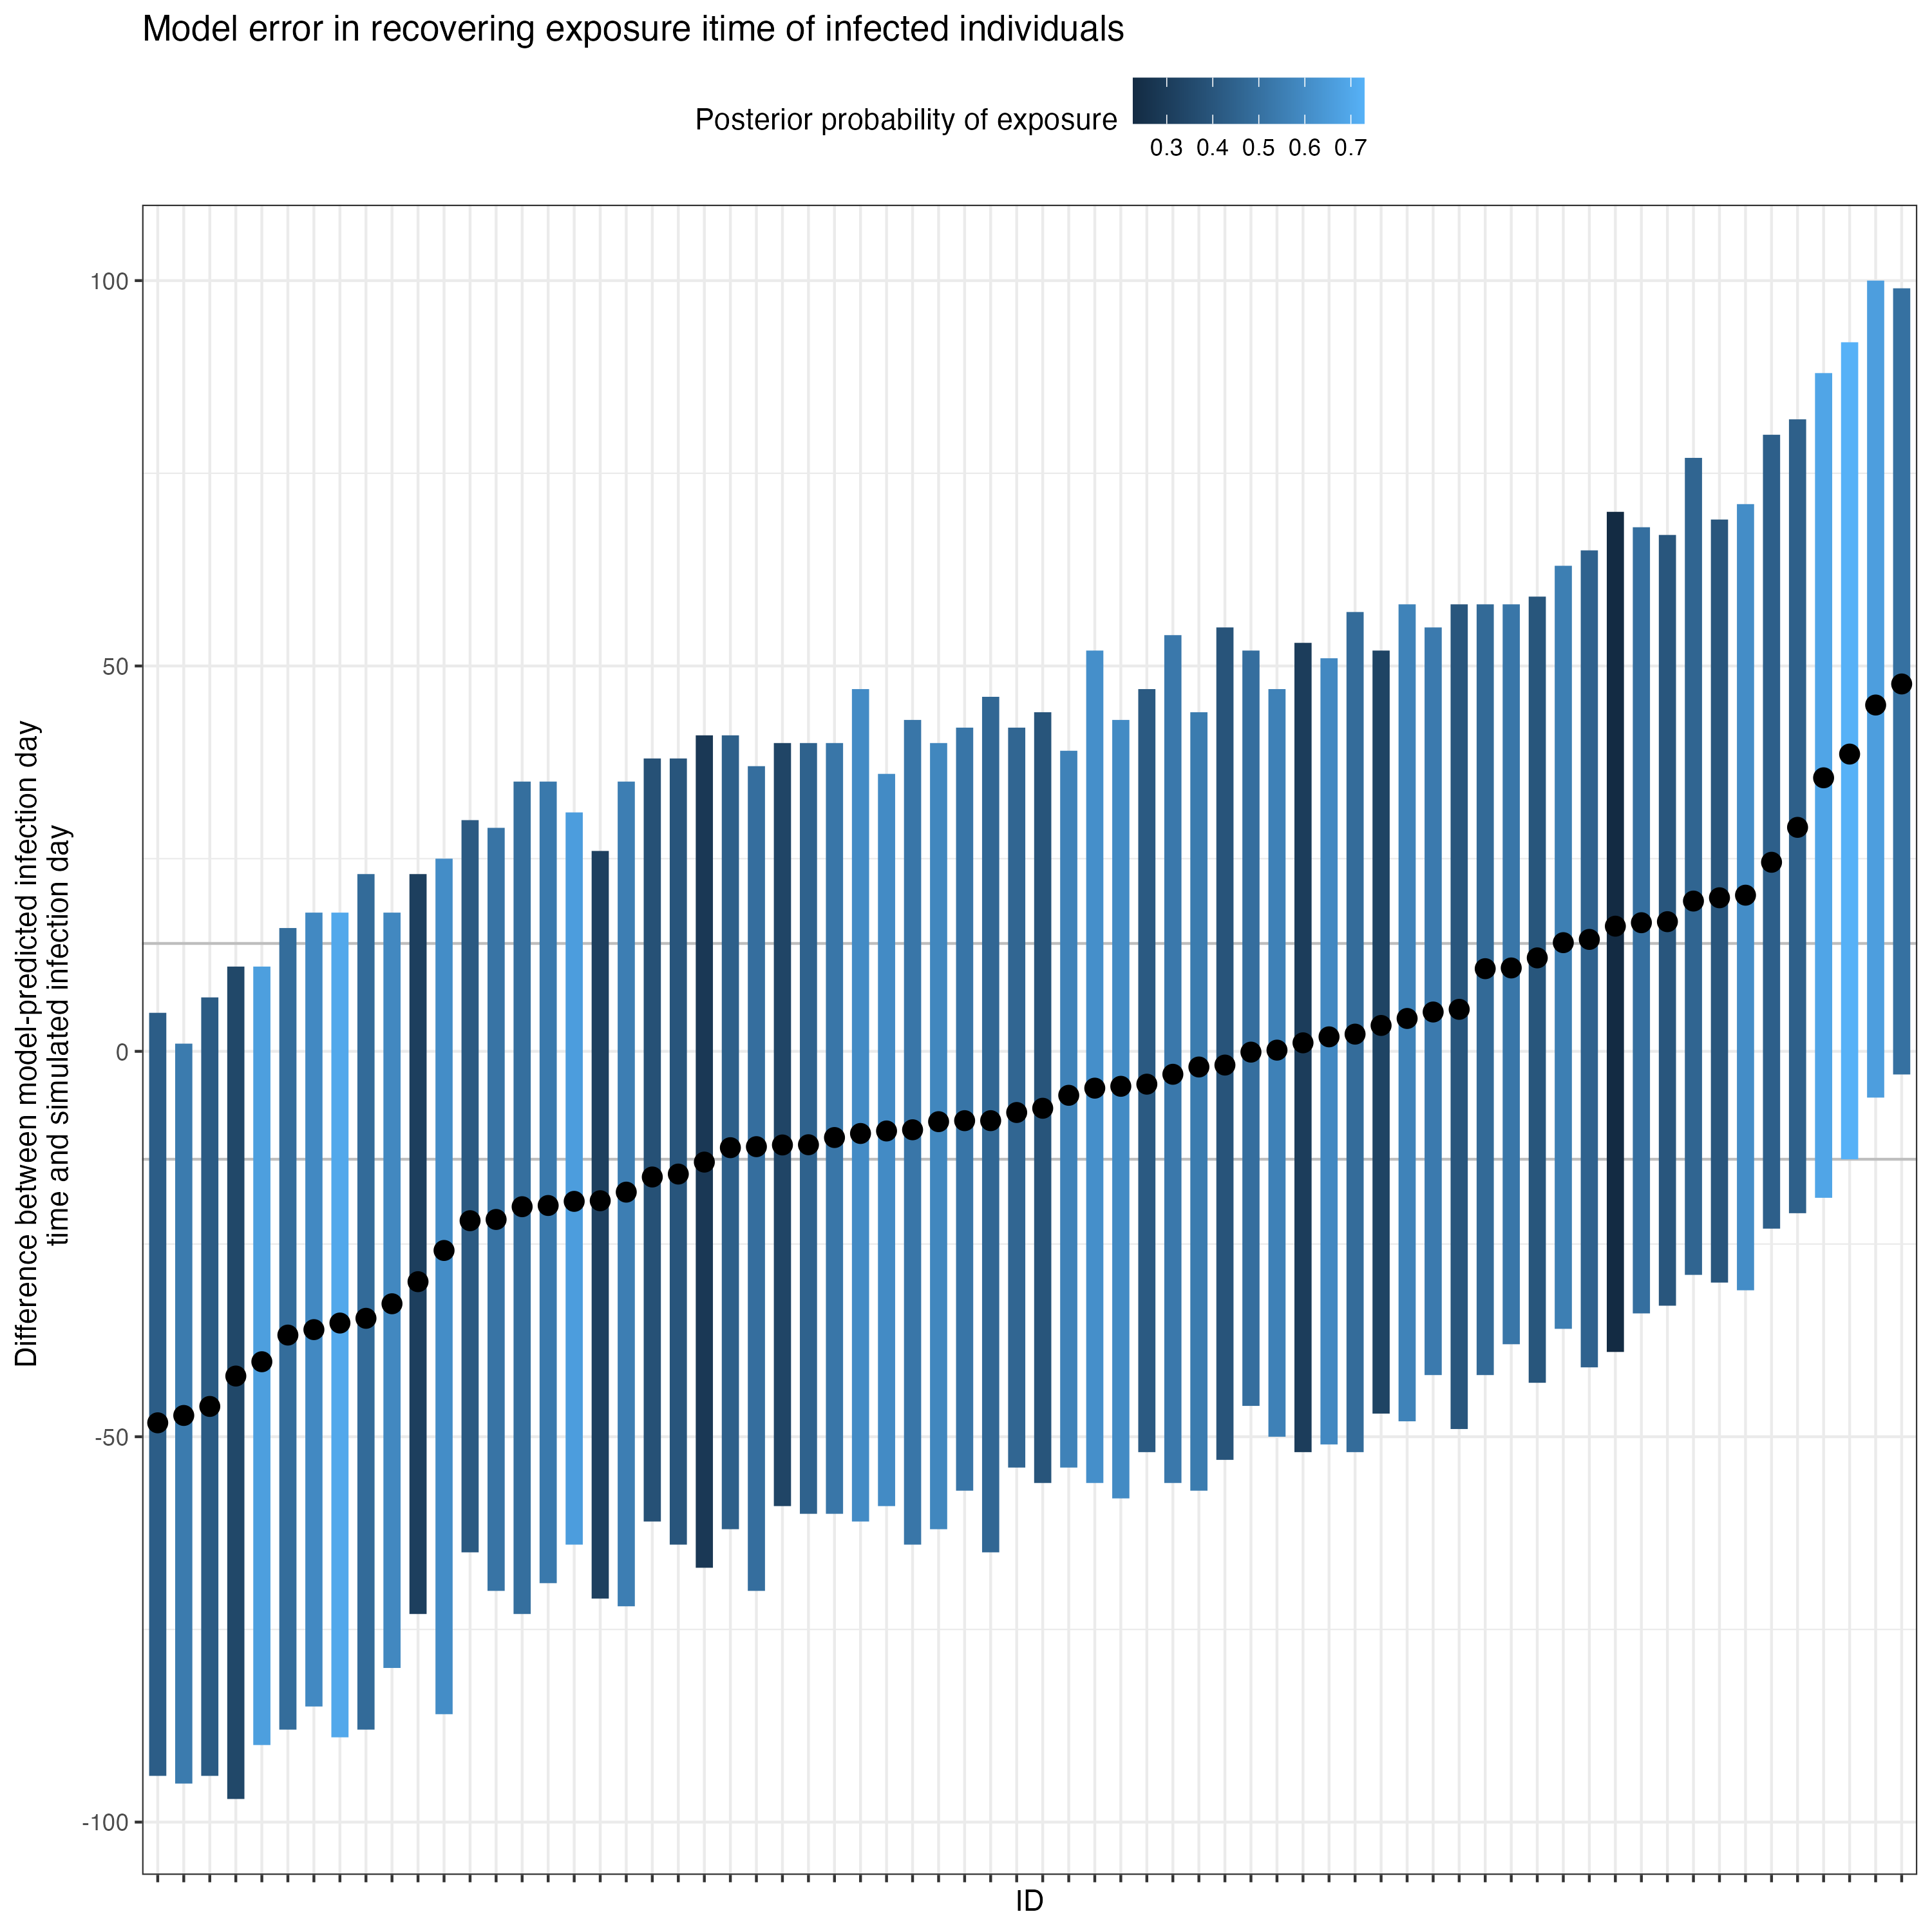 Model error in recovering exposure itime of infected individuals
Posterior probability of exposure
0.3 0.4 0.5 0.6 0.7
Difference between model-predicted infection day
time and simulated infection day
100
50
0
-50
-100
ID